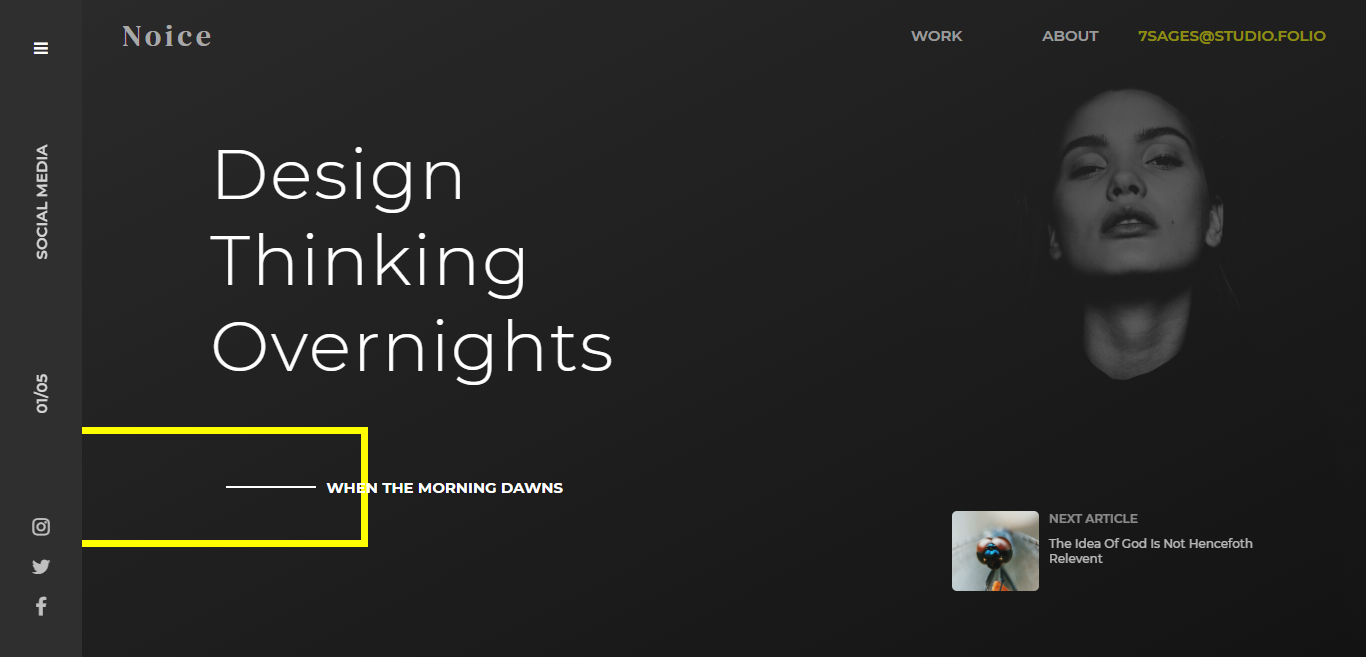 Noice
WORK
ABOUT
7SAGES@STUDIO.FOLIO
SOCIAL MEDIA
01/05
Design
Thinking
Overnights
WHEN THE MORNING DAWNS
NEXT ARTICLE
The Idea Of God Is Not Hencefoth
Relevent